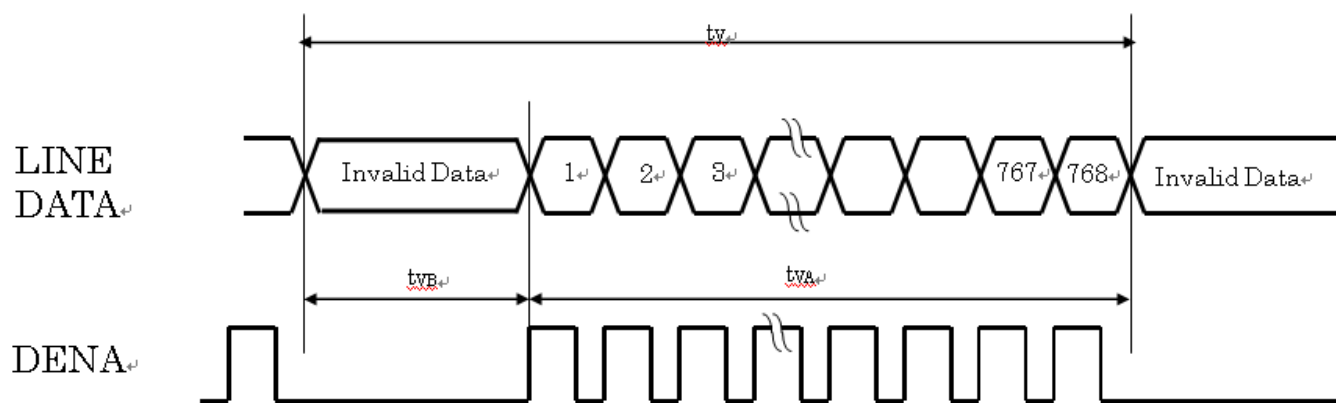 tv↵
LINE
DATA↵
Invalid Data↵ 1↵ 2↵ 3↵ 767↵ 768↵ Invalid Data↵
tvB↵ tvA↵
DENA↵